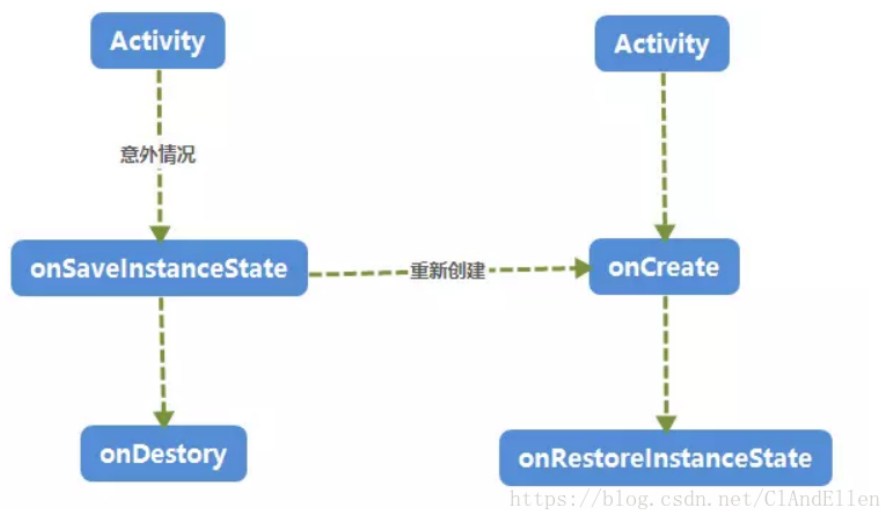 Activity
Activity
意外情况
onSaveInstanceState
重新创建
onCreate
onDestory
onRestoreInstanceState
https://blog.csdn.net/ClAndEllen